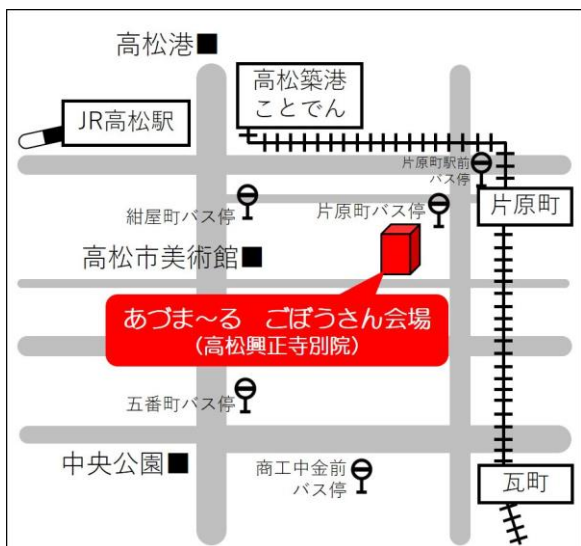 高松港■
高松築港
ことでん
JR高松駅
片原町駅前
バス停
紺屋町バス停
片原町バス停
片原町
高松市美術館■
あづま～る ごぼうさん会場
(高松興正寺別院)
五番町バス停
中央公園■
商工中金前
バス停
瓦町